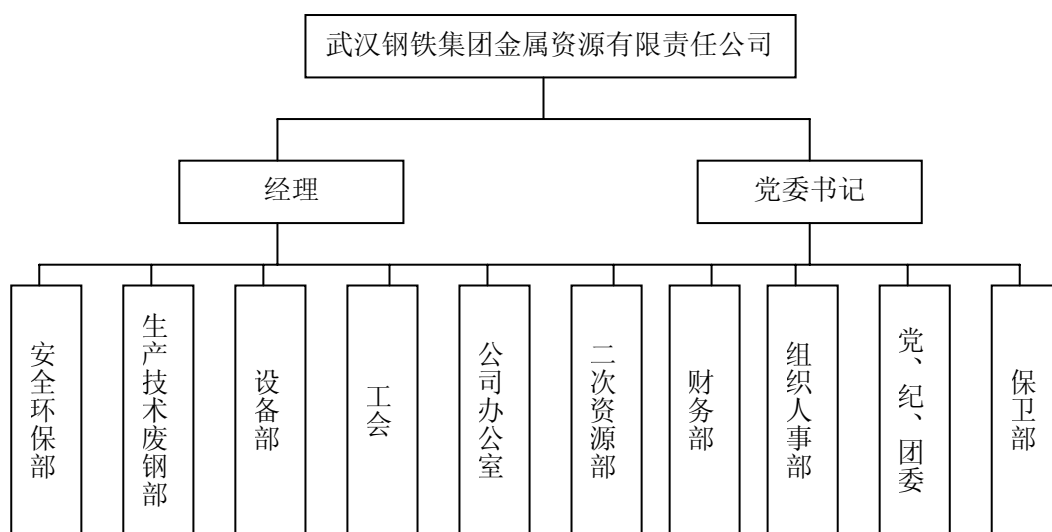 武汉钢铁集团金属资源有限责任公司
经理
党委书记
安全环保部
生产技术废钢部
设备部
工会
公司办公室
二次资源部
财务部
组织人事部
党、纪、团委
保卫部